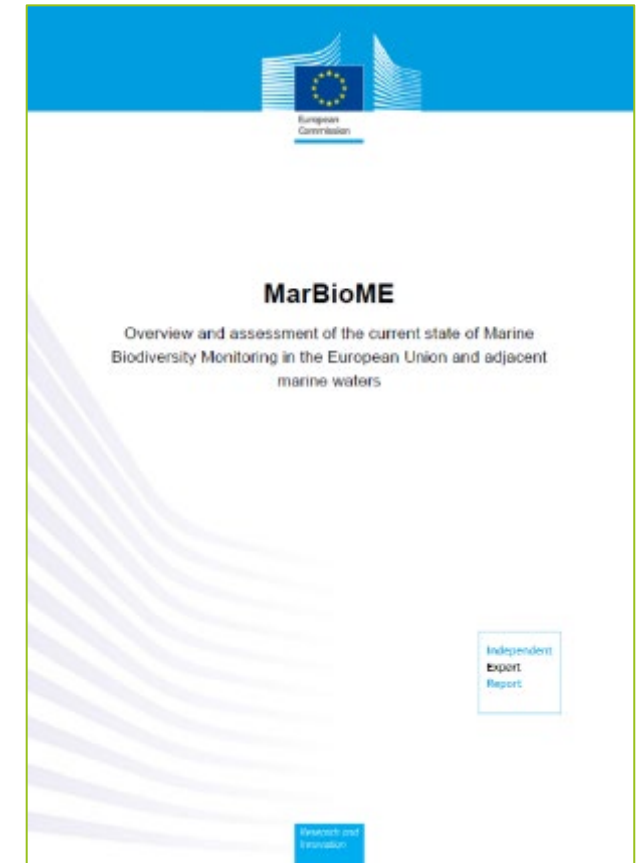 European
Commission
MarBioME
Overview and assessment of the current state of Marine
Biodiversity Monitoring in the European Union and adjacent
marine waters
Independent
Expert
Report
Research and
Innovation